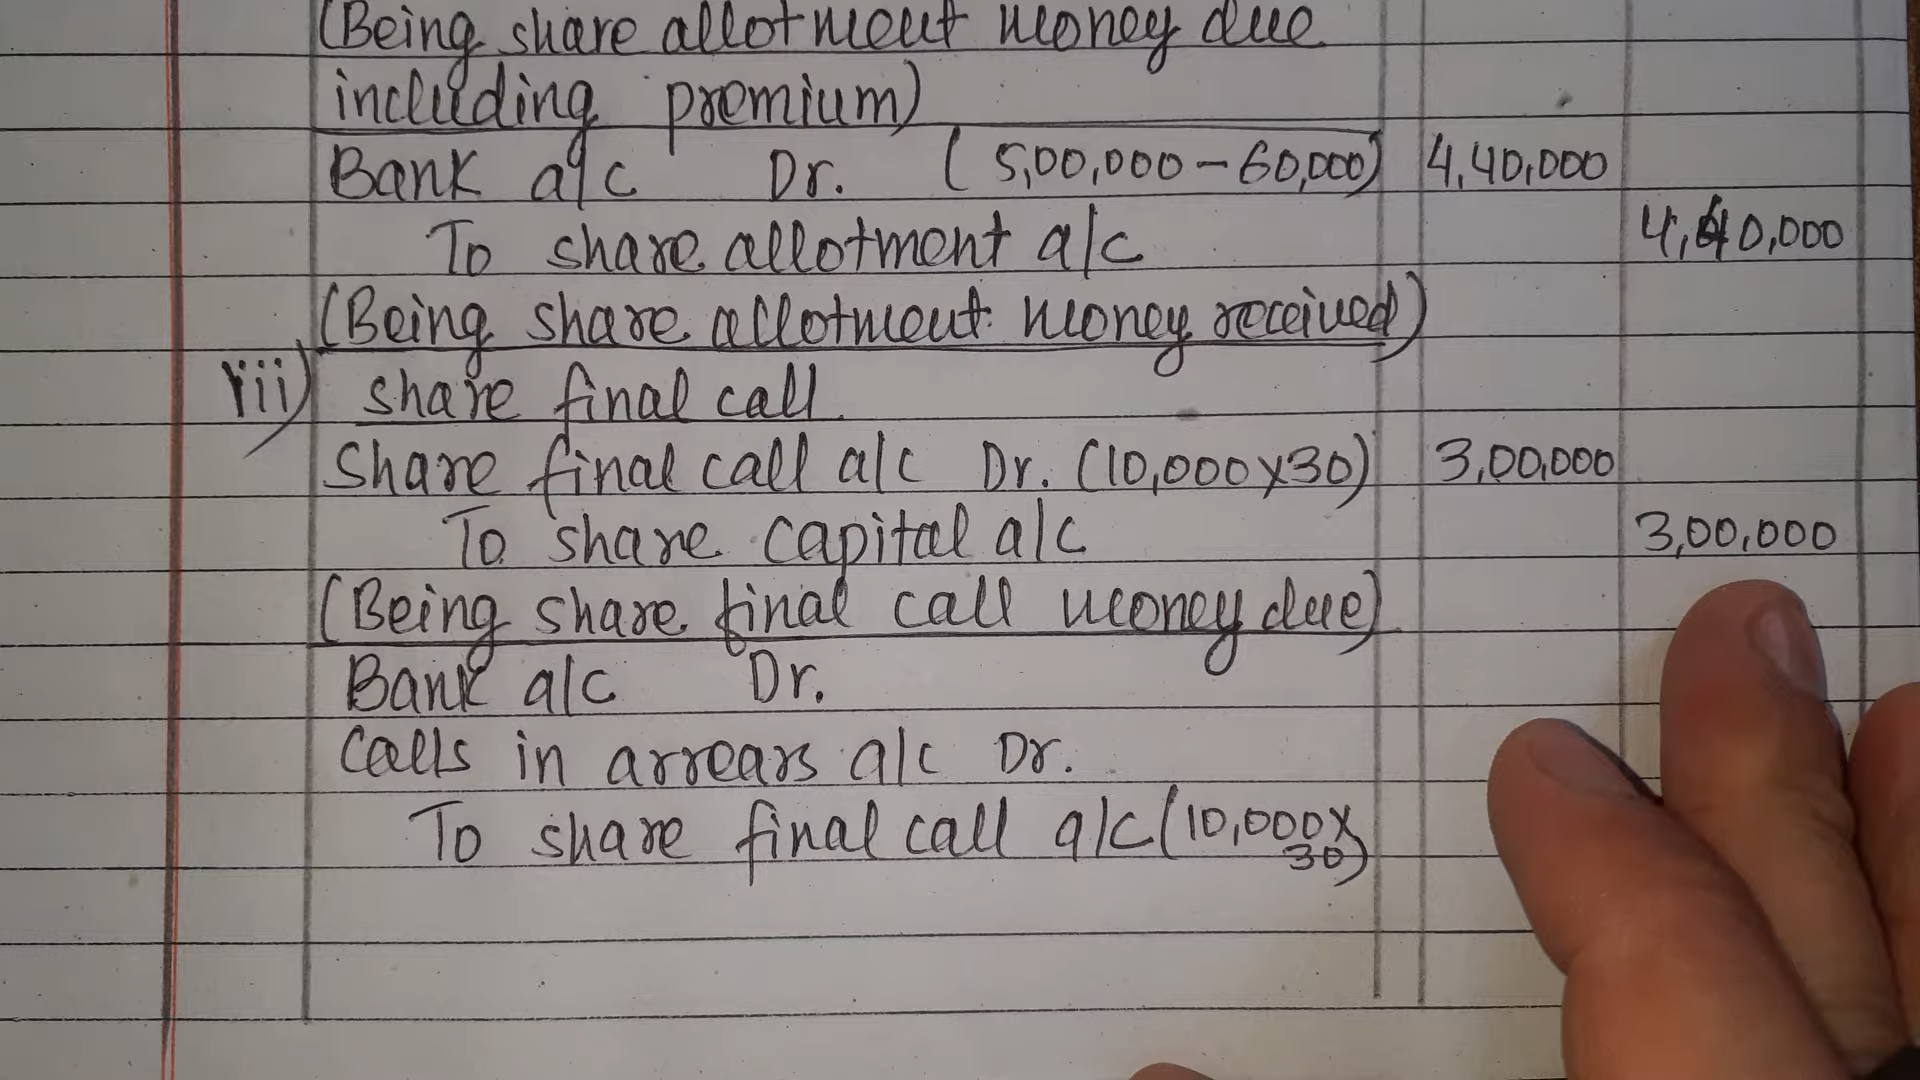 (Being share allotment money due
including premium)
Bank a/c Dr. (5,00,000-60,000) 4,40,000
To share allotment a/c 4,40,000
(Being share allotment money received)
iii) share final call
Share final call a/c Dr. (10,000x30) 3,00,000
To share capital a/c 3,00,000
(Being share final call money due)
Bank a/c Dr.
Calls in arrears a/c Dr.
To share final call a/c (10,000x
30)